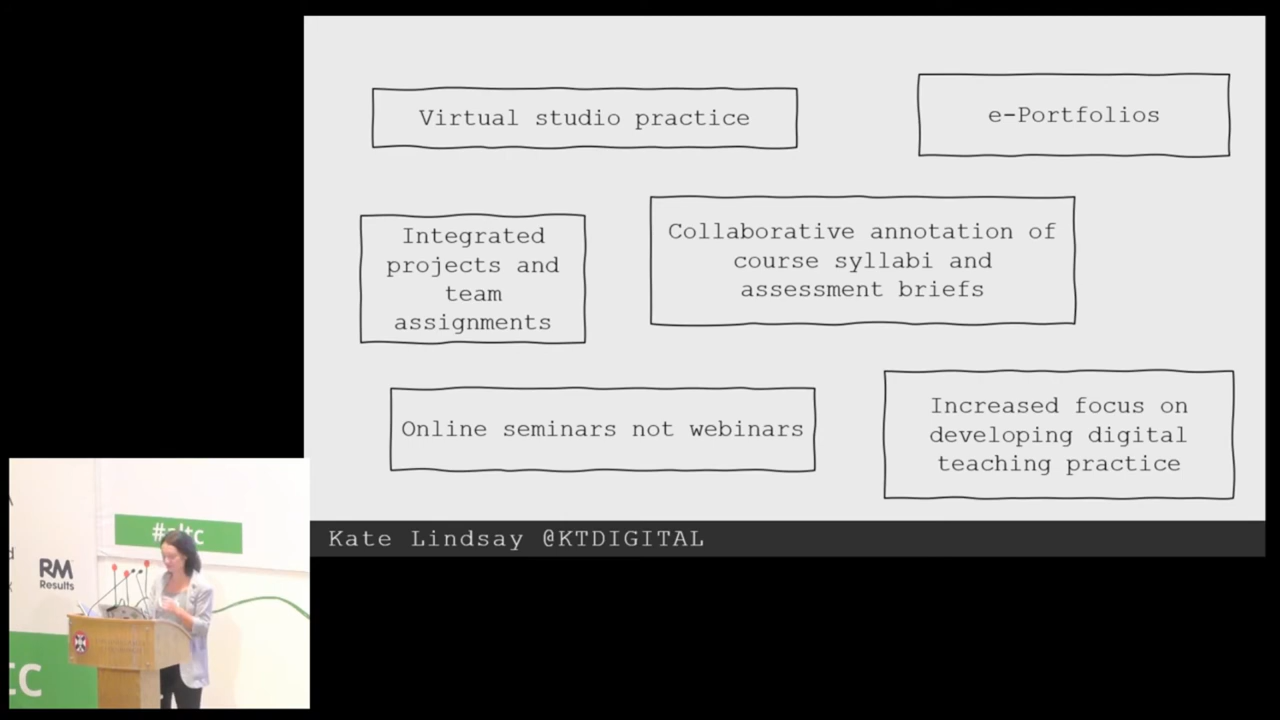 Virtual studio practice
e-Portfolios
Integrated
projects and
team
assignments
Collaborative annotation of
course syllabi and
assessment briefs
Online seminars not webinars
Increased focus on
developing digital
teaching practice
Kate Lindsay @KTDIGITAL
RM
Results